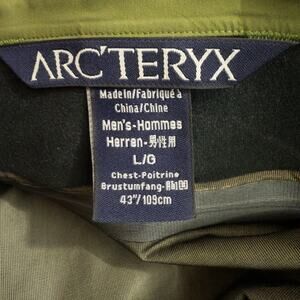 ARC'TERYX
Made in/Fabriqué à
China/Chine
Men's-Hommes
Herren-男性用
L/G
Chest-Poitrine
Brustumfang-胸囲
43"/109cm